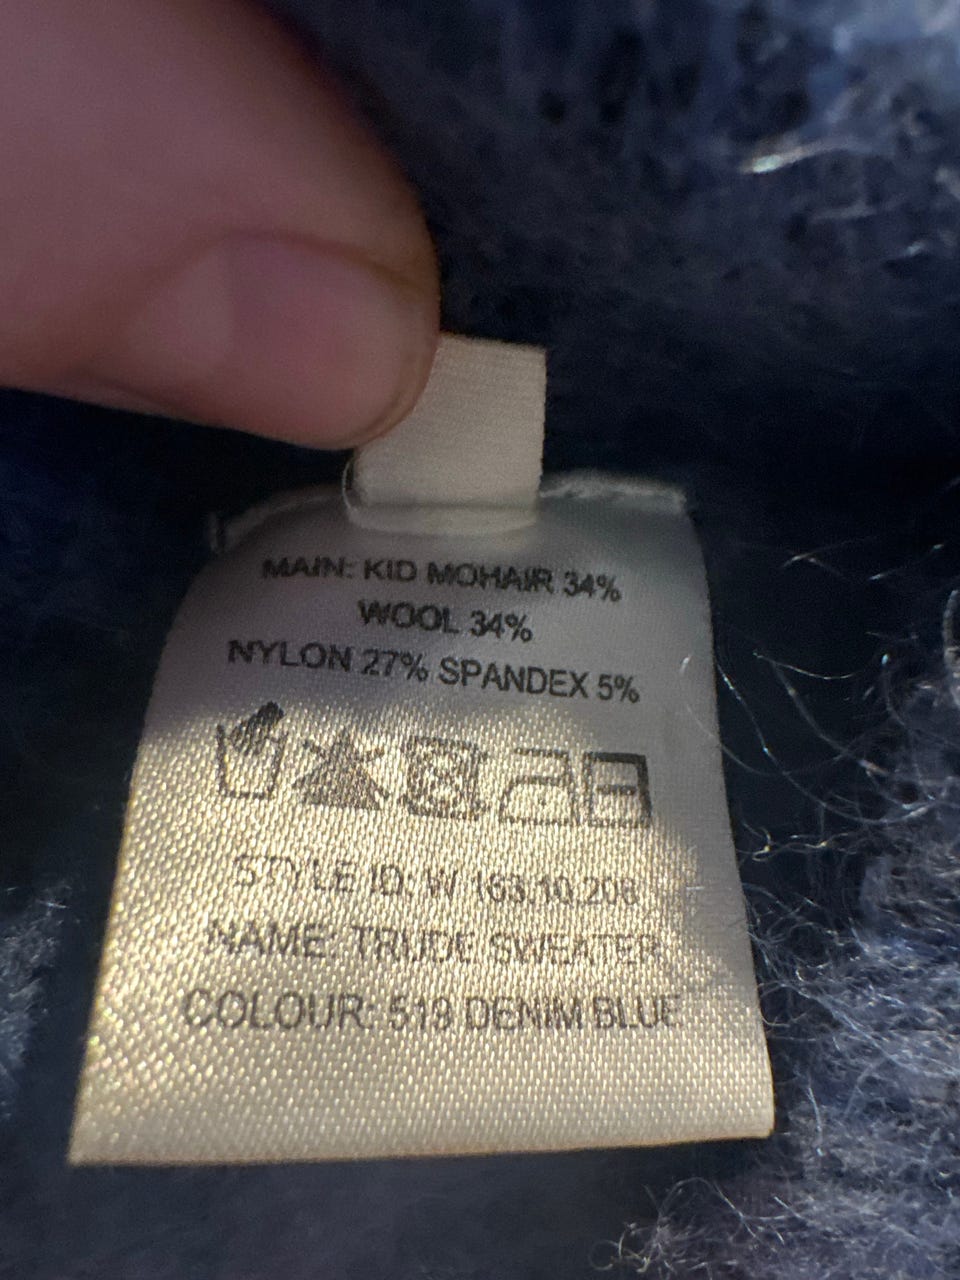 MAIN: KID MOHAIR 34%
WOOL 34%
NYLON 27% SPANDEX 5%
STYLE ID: W 163.10.208
NAME: TRUDE SWEATER
COLOUR: 519 DENIM BLUE